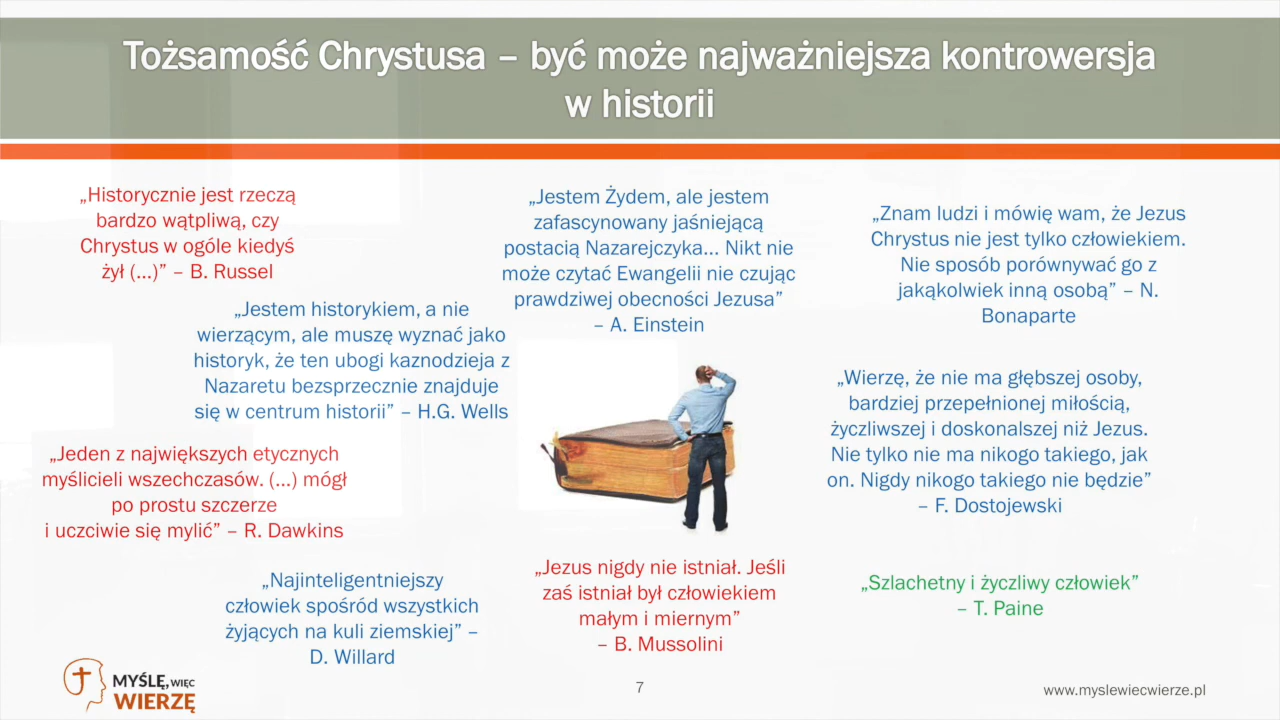 Tożsamość Chrystusa – być może najważniejsza kontrowersja
w historii
„Historycznie jest rzeczą
bardzo wątpliwą, czy
Chrystus w ogóle kiedyś
żył (...)” – B. Russel
„Jestem Żydem, ale jestem
zafascynowany jaśniejącą
postacią Nazarejczyka... Nikt nie
może czytać Ewangelii nie czując
prawdziwej obecności Jezusa”
– A. Einstein
„Znam ludzi i mówię wam, że Jezus
Chrystus nie jest tylko człowiekiem.
Nie sposób porównywać go z
jakąkolwiek inną osobą” – N.
Bonaparte
„Jestem historykiem, a nie
wierzącym, ale muszę wyznać jako
historyk, że ten ubogi kaznodzieja z
Nazaretu bezsprzecznie znajduje
się w centrum historii” – H.G. Wells
„Wierzę, że nie ma głębszej osoby,
bardziej przepełnionej miłością,
życzliwszej i doskonalszej niż Jezus.
Nie tylko nie ma nikogo takiego, jak
on. Nigdy nikogo takiego nie będzie”
– F. Dostojewski
„Jeden z największych etycznych
myślicieli wszechczasów. (...) mógł
po prostu szczerze
i uczciwie się mylić” – R. Dawkins
„Najinteligentniejszy
człowiek spośród wszystkich
żyjących na kuli ziemskiej” –
D. Willard
„Jezus nigdy nie istniał. Jeśli
zaś istniał był człowiekiem
małym i miernym”
– B. Mussolini
„Szlachetny i życzliwy człowiek”
– T. Paine
MYŚLĘ, WIĘC
WIERZĘ
7
www.myslewiecwierze.pl